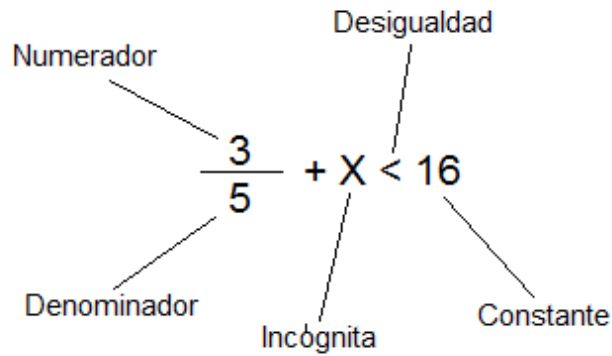 Desigualdad
Numerador
3
5
+ X < 16
Denominador
Incógnita
Constante